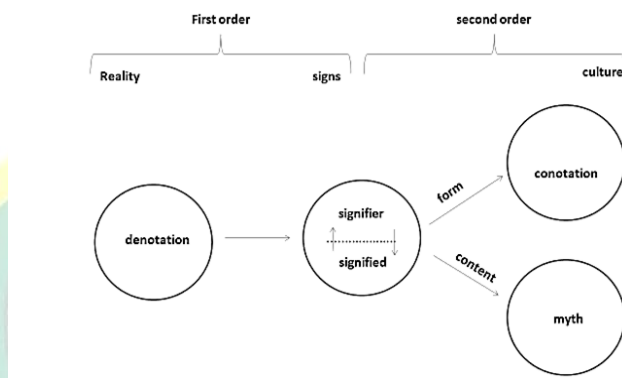 First order
second order
Reality
signs
culture
denotation
signifier
signified
form
content
conotation
myth